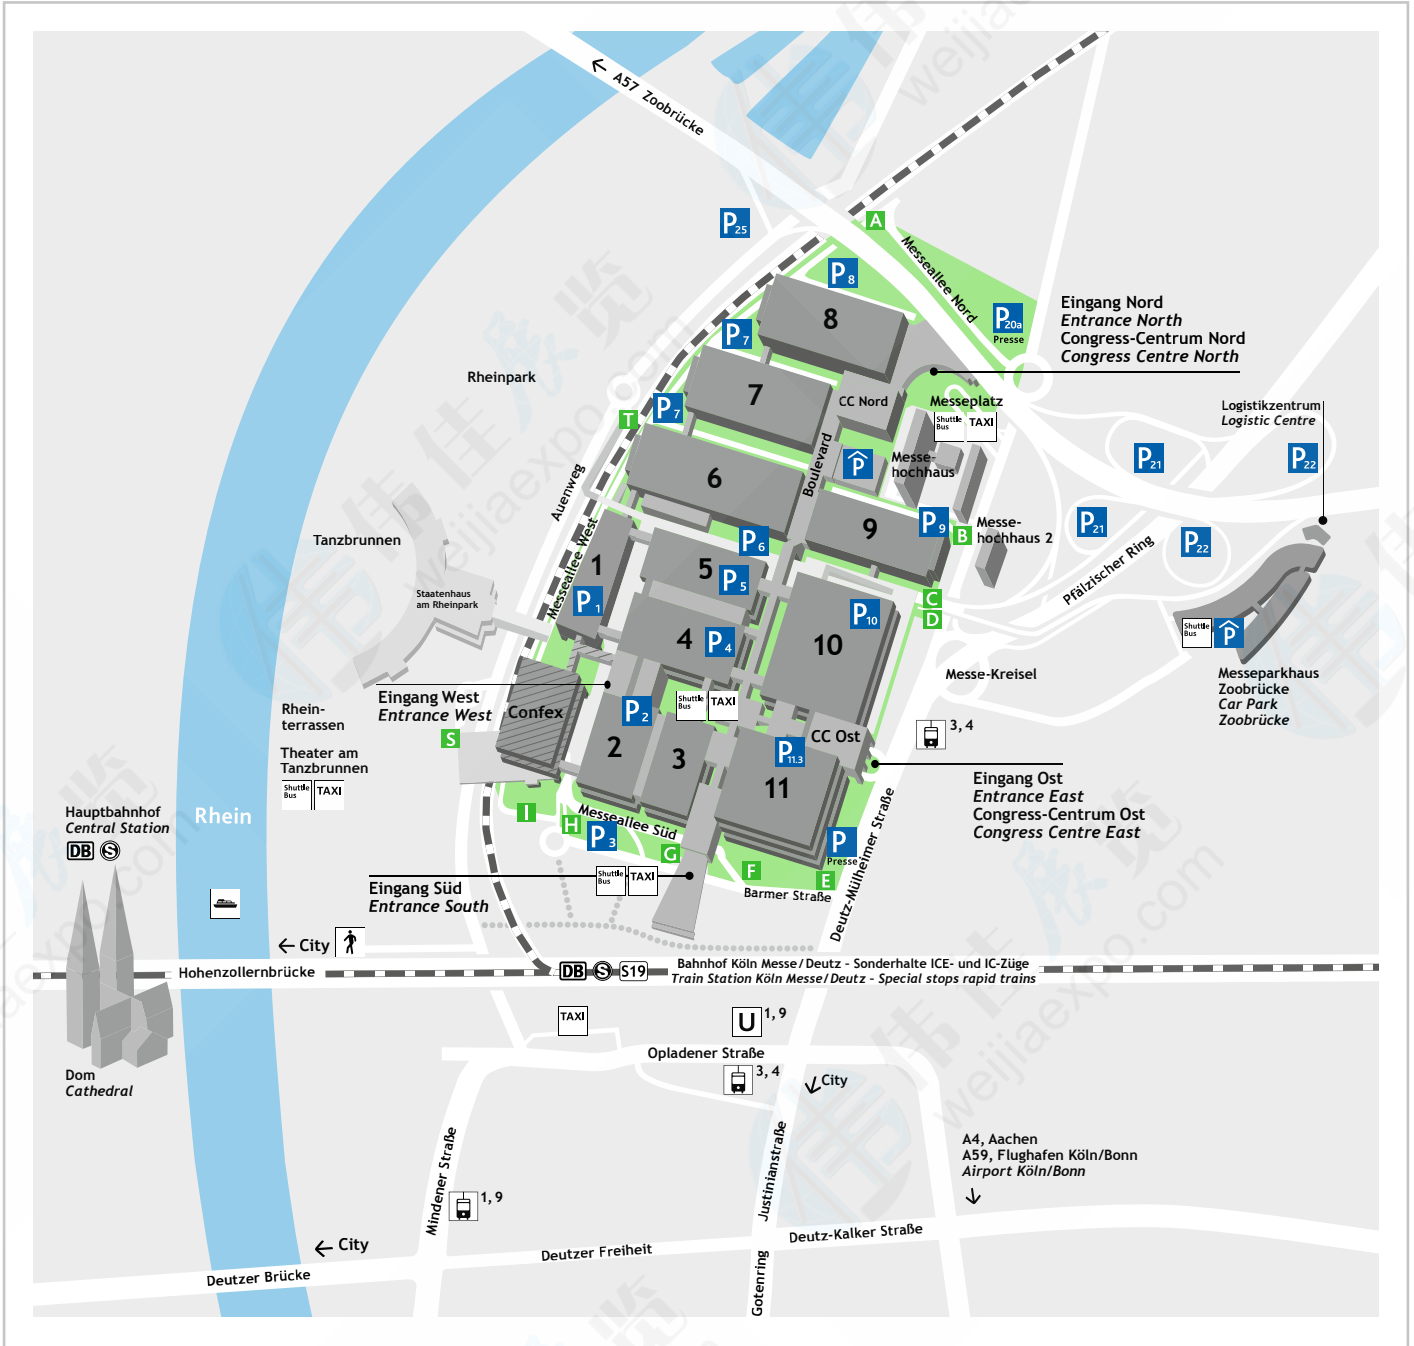 A57 Zoobrücke
P25
A
Messeallee Nord
P8
8
P20a
Presse
Eingang Nord
Entrance North
Congress-Centrum Nord
Congress Centre North
P7
7
Rheinpark
CC Nord
Messeplatz
Shuttle Bus
TAXI
P7
T
Logistikzentrum
Logistic Centre
Boulevard
P
Messe-
hochhaus
P21
P22
6
Auenweg
Messeallee West
9
P9
B
Messe-
hochhaus 2
P21
P22
Pfälzischer Ring
Tanzbrunnen
P6
1
5
P5
Staatenhaus
am Rheinpark
P1
C
D
P10
10
4
P4
Shuttle Bus
P
Messeparkhaus
Zoobrücke
Car Park
Zoobrücke
Messe-Kreisel
Eingang West
Entrance West
Rhein-
terrassen
Confex
P2
Shuttle Bus
TAXI
3, 4
S
CC Ost
Theater am
Tanzbrunnen
Shuttle Bus
TAXI
2
3
P11.3
11
Eingang Ost
Entrance East
Congress-Centrum Ost
Congress Centre East
Hauptbahnhof
Central Station
DB
S
Rhein
I
H
Messeallee Süd
P3
G
F
E
P
Presse
Deutz-Mülheimer Straße
Eingang Süd
Entrance South
Shuttle Bus
TAXI
Barmer Straße
City
Hohenzollernbrücke
DB
S
S19
Bahnhof Köln Messe/Deutz - Sonderhalte ICE- und IC-Züge
Train Station Köln Messe/Deutz - Special stops rapid trains
TAXI
U
1, 9
Opladener Straße
3, 4
City
Dom
Cathedral
Mindener Straße
Justinianstraße
A4, Aachen
A59, Flughafen Köln/Bonn
Airport Köln/Bonn
1, 9
City
Deutzer Brücke
Deutzer Freiheit
Deutz-Kalker Straße
Gotenring
伟佳展览
weijiaexpo.com